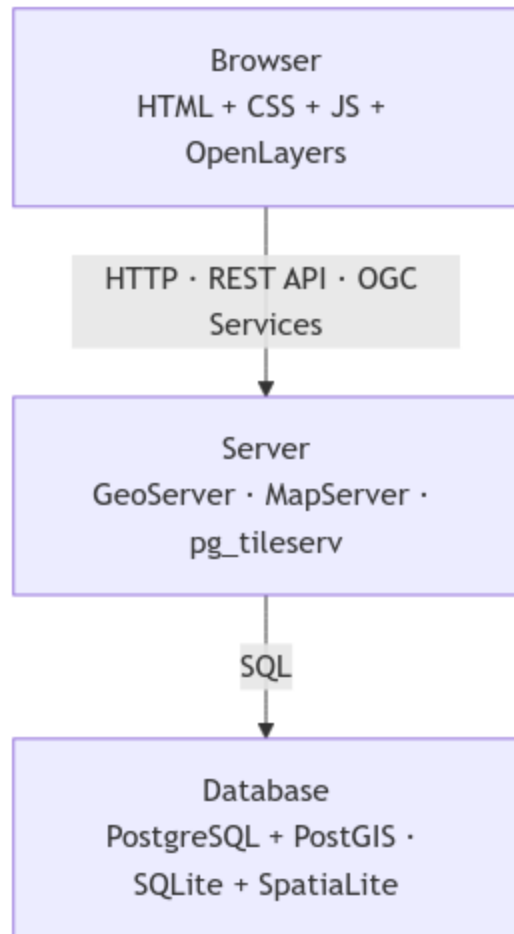 Browser
HTML + CSS + JS +
OpenLayers
HTTP · REST API · OGC
Services
Server
GeoServer · MapServer ·
pg_tileserv
SQL
Database
PostgreSQL + PostGIS ·
SQLite + SpatiaLite